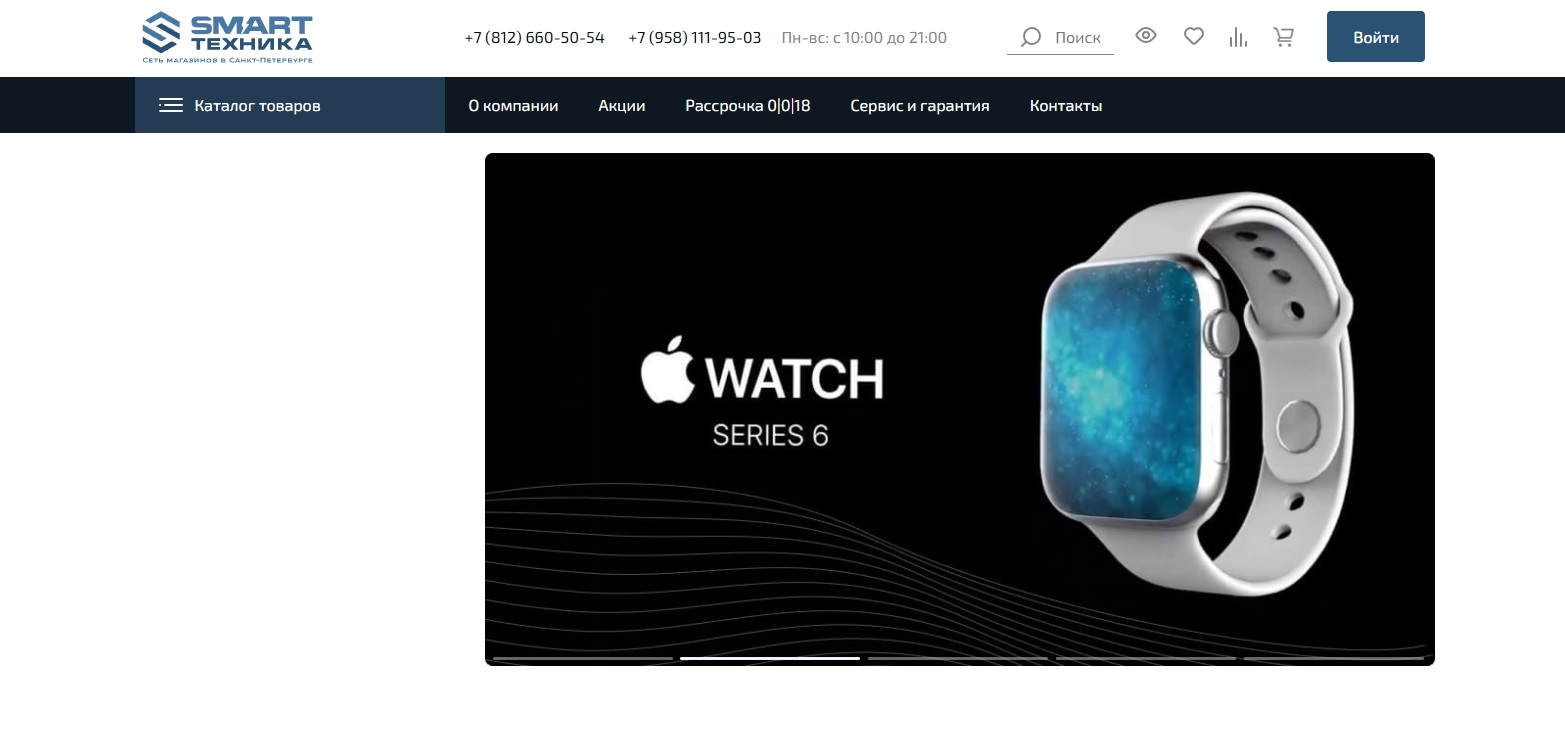 SMART
ТЕХНИКА
Сеть магазинов в Санкт-Петербурге
+7 (812) 660-50-54 +7 (958) 111-95-03 Пн-вс: с 10:00 до 21:00 Поиск Войти
Каталог товаров О компании Акции Рассрочка 0|0|18 Сервис и гарантия Контакты
WATCH
SERIES 6